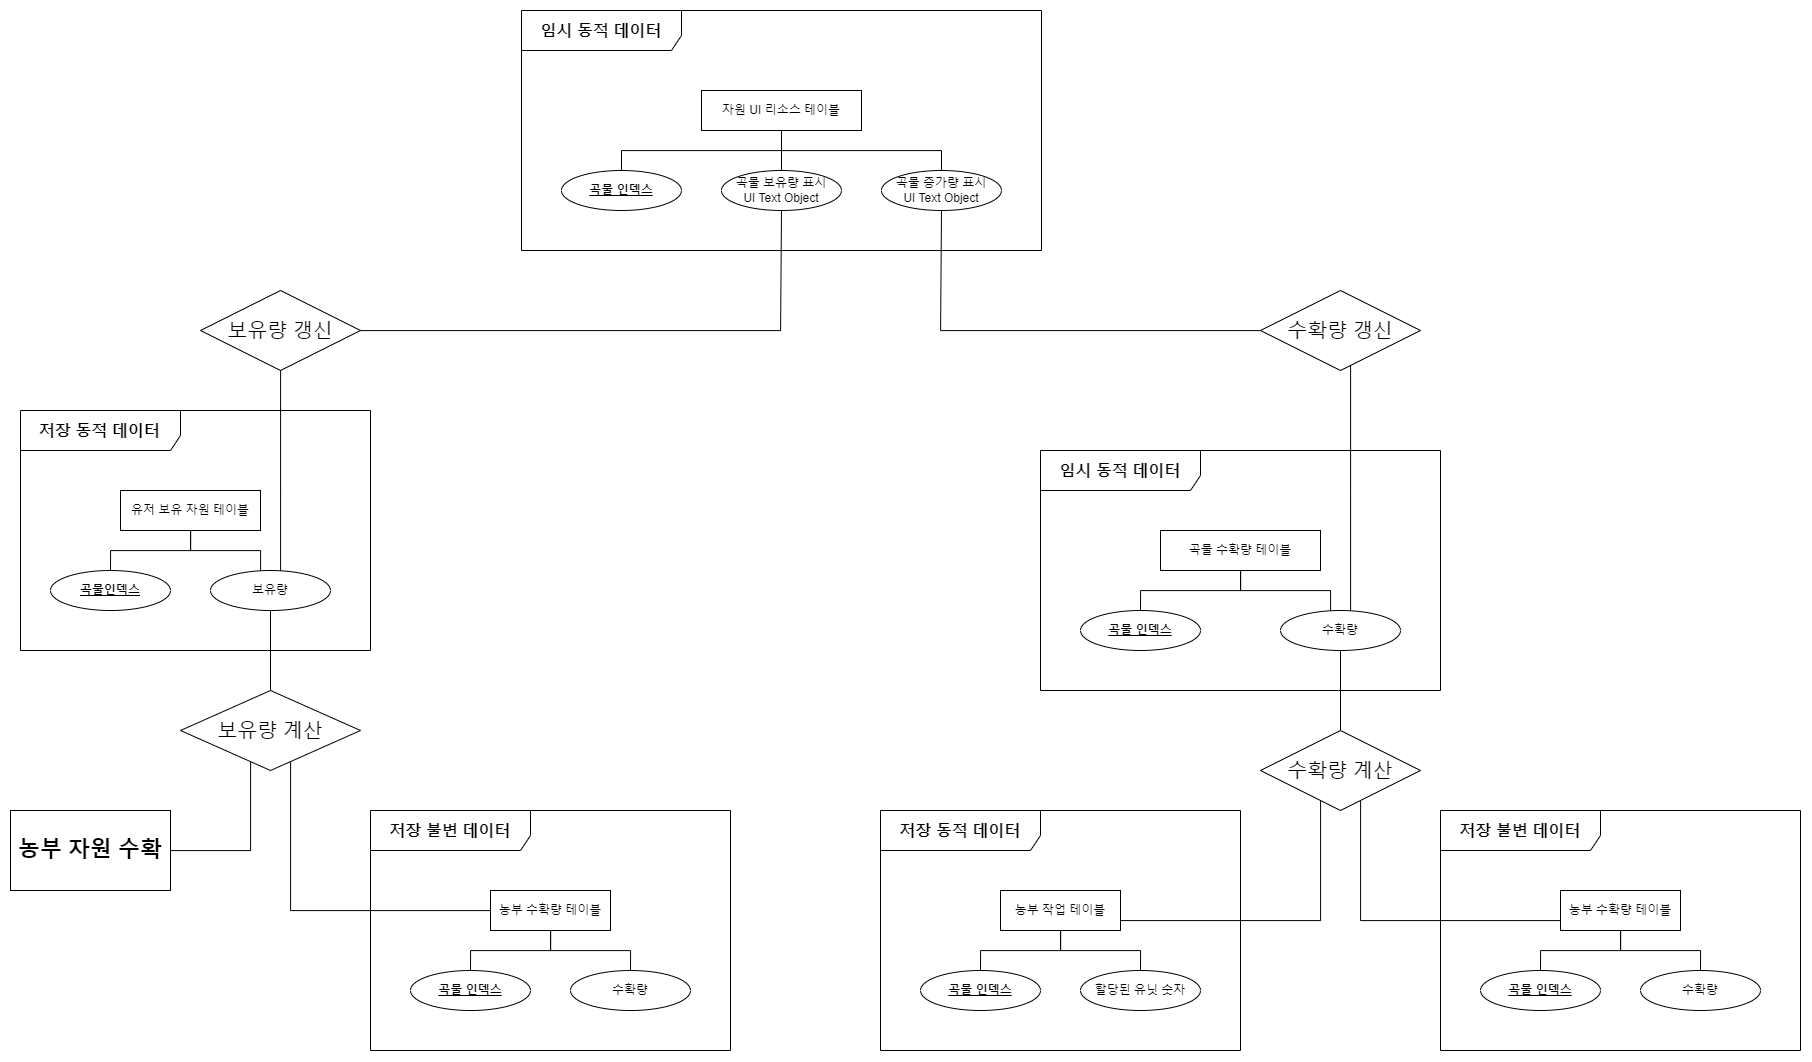 임시 동적 데이터
자원 UI 리소스 테이블
곡물 인덱스
곡물 보유량 표시
UI Text Object
곡물 증가량 표시
UI Text Object
보유량 갱신
수확량 갱신
저장 동적 데이터
유저 보유 자원 테이블
곡물인덱스
보유량
임시 동적 데이터
곡물 수확량 테이블
곡물 인덱스
수확량
보유량 계산
수확량 계산
농부 자원 수확
저장 불변 데이터
농부 수확량 테이블
곡물 인덱스
수확량
저장 동적 데이터
농부 작업 테이블
곡물 인덱스
할당된 유닛 숫자
저장 불변 데이터
농부 수확량 테이블
곡물 인덱스
수확량